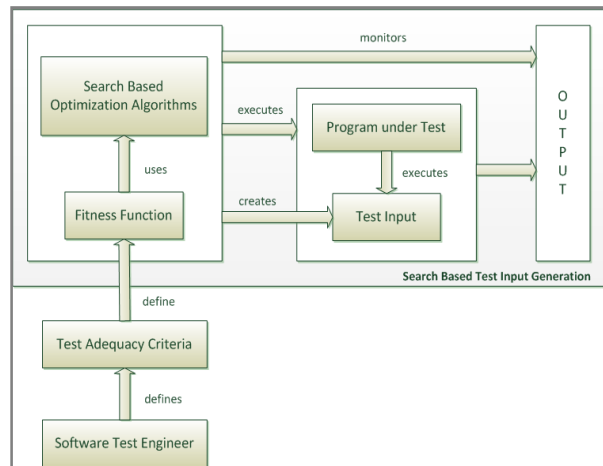 monitors
Search Based
Optimization Algorithms
executes
Program under Test
executes
uses
Fitness Function
creates
Test Input
O
U
T
P
U
T
Search Based Test Input Generation
define
Test Adequacy Criteria
defines
Software Test Engineer